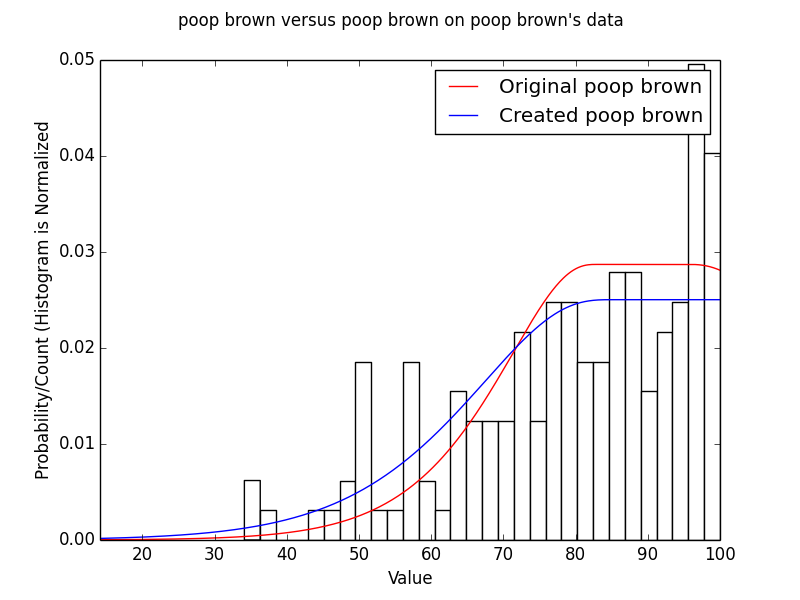 poop brown versus poop brown on poop brown's data
Original poop brown
Created poop brown
Probability/Count (Histogram is Normalized
0.05
0.04
0.03
0.02
0.01
0.00
20 30 40 50 60 70 80 90 100
Value